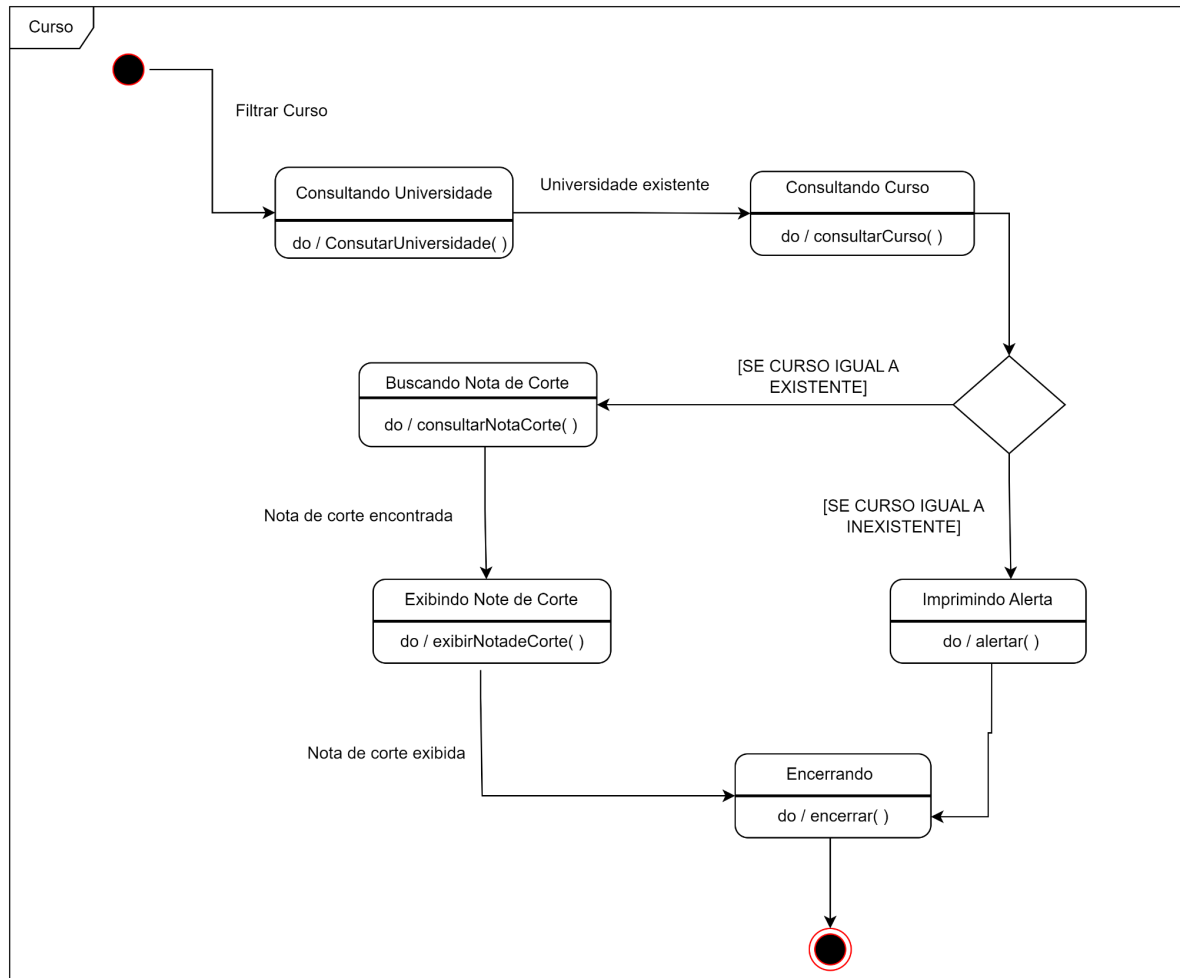 Curso
Filtrar Curso
Consultando Universidade
do / ConsutarUniversidade( )
Universidade existente
Consultando Curso
do / consultarCurso( )
[SE CURSO IGUAL A
EXISTENTE]
Buscando Nota de Corte
do / consultarNotaCorte( )
[SE CURSO IGUAL A
INEXISTENTE]
Nota de corte encontrada
Exibindo Note de Corte
do / exibirNotadeCorte( )
Imprimindo Alerta
do / alertar( )
Nota de corte exibida
Encerrando
do / encerrar( )